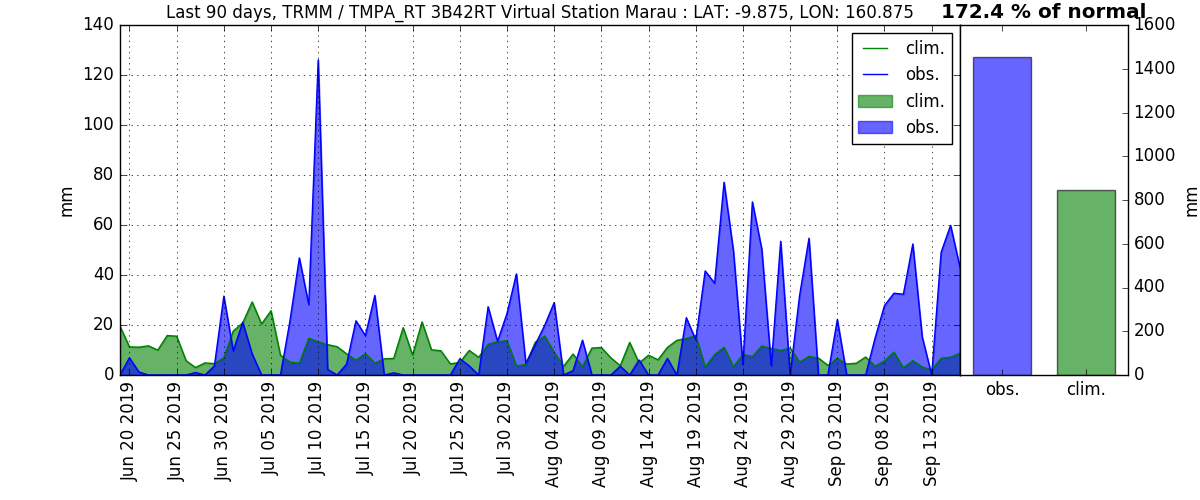 Last 90 days, TRMM / TMPA_RT 3B42RT Virtual Station Marau : LAT: -9.875, LON: 160.875
172.4 % of normal
140
120
100
80
60
40
20
0
mm
clim.
obs.
clim.
obs.
Jun 20 2019
Jun 25 2019
Jun 30 2019
Jul 05 2019
Jul 10 2019
Jul 15 2019
Jul 20 2019
Jul 25 2019
Jul 30 2019
Aug 04 2019
Aug 09 2019
Aug 14 2019
Aug 19 2019
Aug 24 2019
Aug 29 2019
Sep 03 2019
Sep 08 2019
Sep 13 2019
1600
1400
1200
1000
800
600
400
200
0
mm
obs.
clim.